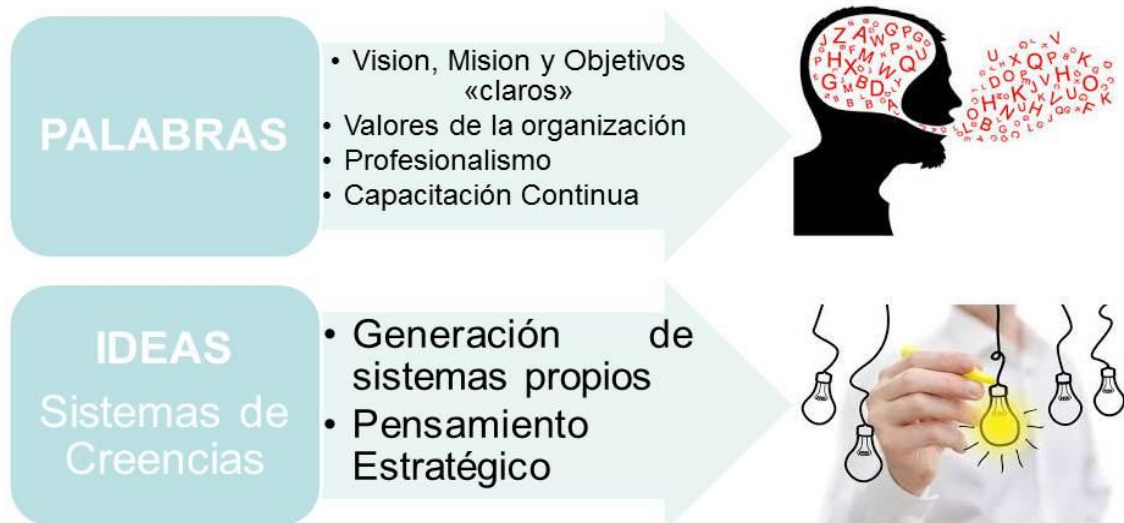 PALABRAS
• Vision, Mision y Objetivos
«claros»
• Valores de la organización
• Profesionalismo
• Capacitación Continua
IDEAS
Sistemas de
Creencias
• Generación de
sistemas propios
• Pensamiento
Estratégico